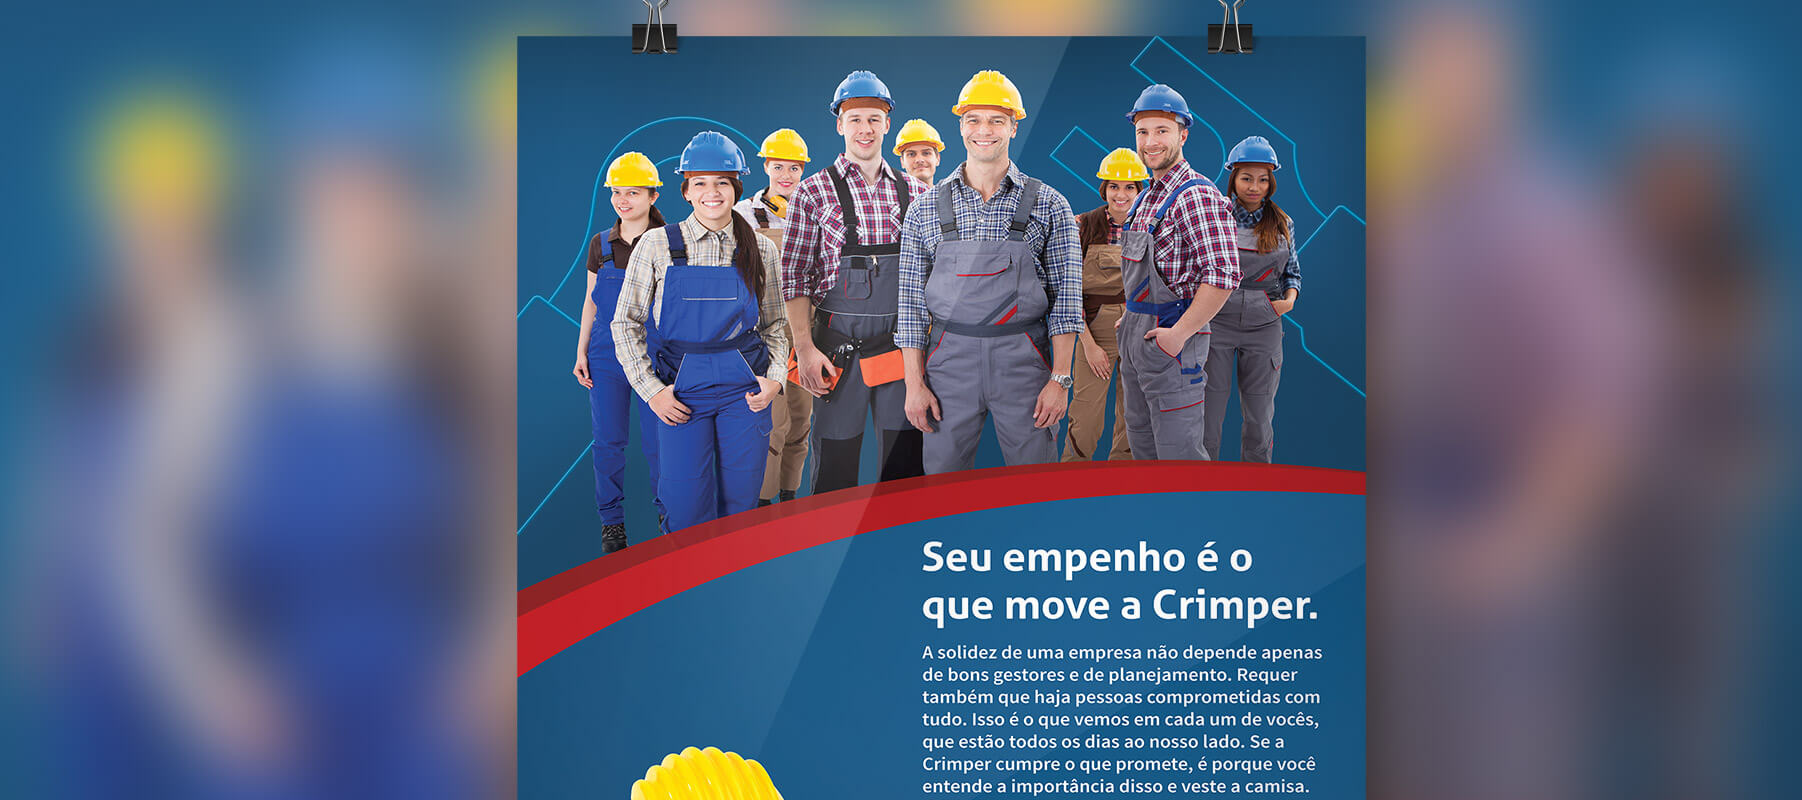 Seu empenho é o
que move a Crimper.
A solidez de uma empresa não depende apenas
de bons gestores e de planejamento. Requer
também que haja pessoas comprometidas com
tudo. Isso é o que vemos em cada um de vocês,
que estão todos os dias ao nosso lado. Se a
Crimper cumpre o que promete, é porque você
entende a importância disso e veste a camisa.